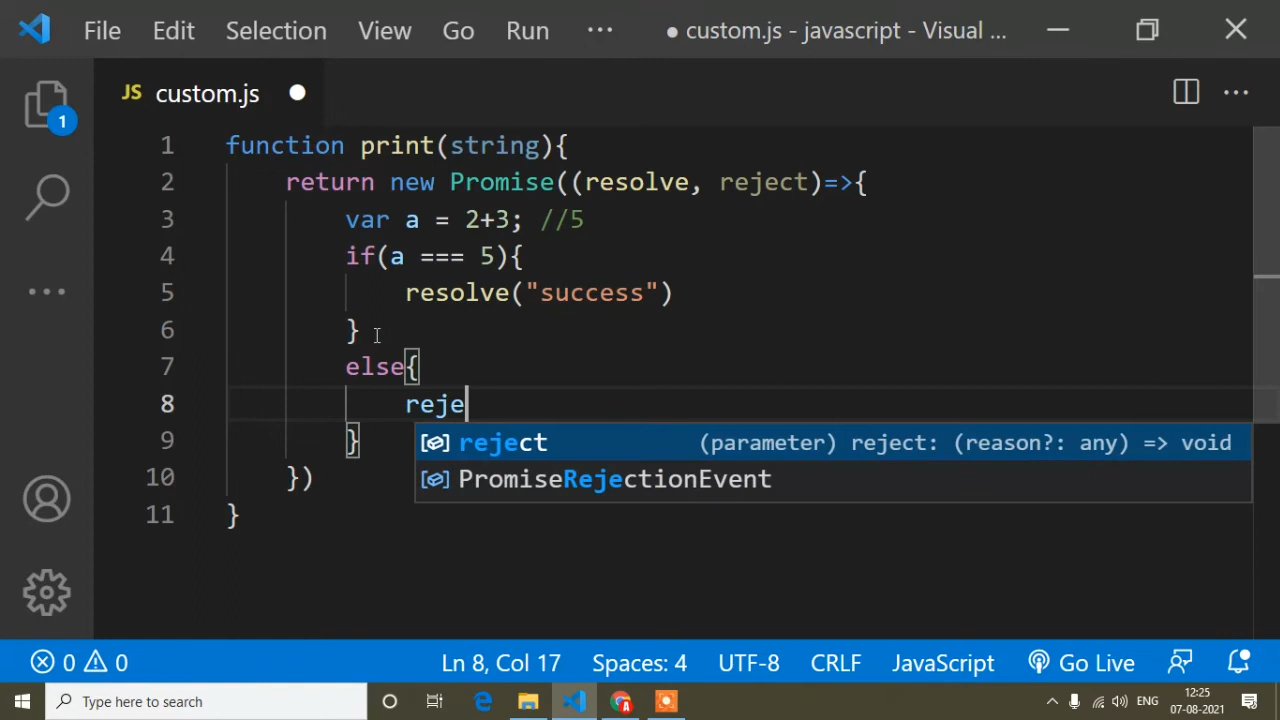 File Edit Selection View Go Run ··· ● custom.js - javascript - Visual ...
JS custom.js ●
1
1 function print(string){
2 return new Promise((resolve, reject)=>{
3 var a = 2+3; //5
4 if(a === 5){
5 resolve("success")
6 }
7 else{
8 reje
9 }
reject (parameter) reject: (reason?: any) => void
PromiseRejectionEvent
10 })
11 }
0 0 Ln 8, Col 17 Spaces: 4 UTF-8 CRLF JavaScript Go Live
Type here to search ENG 12:25
07-08-2021